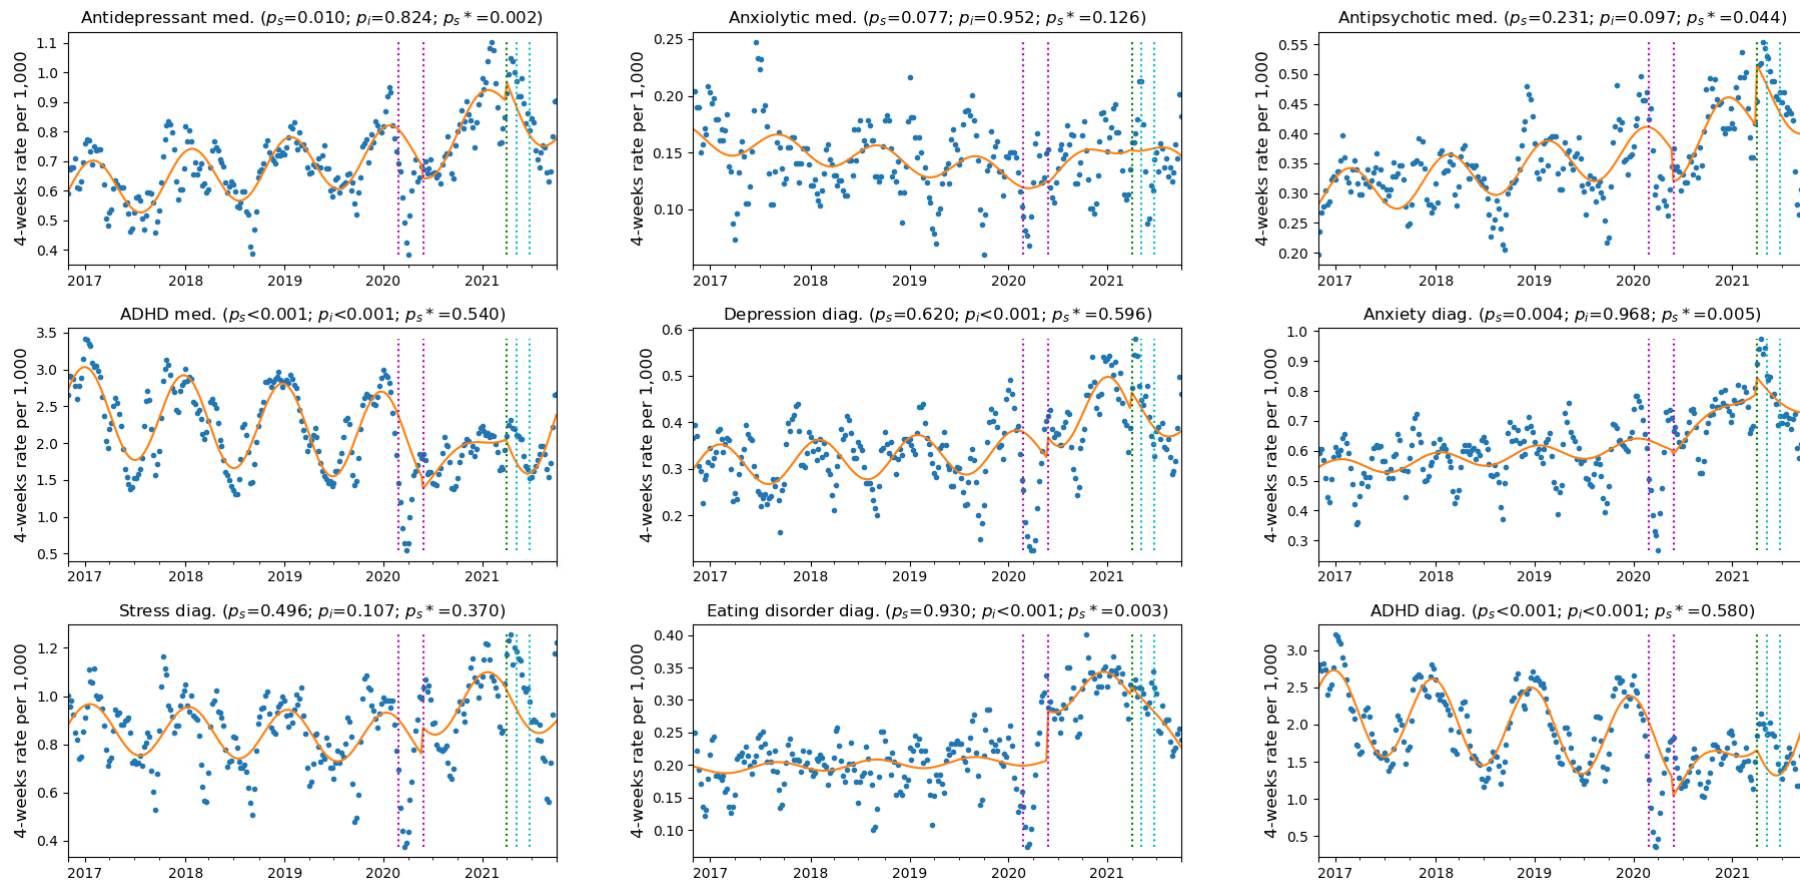 Antidepressant med. (pₛ=0.010; pᵢ=0.824; pₛ*=0.002)
4-weeks rate per 1,000
1.1
1.0
0.9
0.8
0.7
0.6
0.5
0.4
2017 2018 2019 2020 2021
Anxiolytic med. (pₛ=0.077; pᵢ=0.952; pₛ*=0.126)
4-weeks rate per 1,000
0.25
0.20
0.15
0.10
2017 2018 2019 2020 2021
Antipsychotic med. (pₛ=0.231; pᵢ=0.097; pₛ*=0.044)
4-weeks rate per 1,000
0.55
0.50
0.45
0.40
0.35
0.30
0.25
0.20
2017 2018 2019 2020 2021
ADHD med. (pₛ<0.001; pᵢ<0.001; pₛ*=0.540)
4-weeks rate per 1,000
3.5
3.0
2.5
2.0
1.5
1.0
0.5
2017 2018 2019 2020 2021
Depression diag. (pₛ=0.620; pᵢ<0.001; pₛ*=0.596)
4-weeks rate per 1,000
0.6
0.5
0.4
0.3
0.2
2017 2018 2019 2020 2021
Anxiety diag. (pₛ=0.004; pᵢ=0.968; pₛ*=0.005)
4-weeks rate per 1,000
1.0
0.9
0.8
0.7
0.6
0.5
0.4
0.3
2017 2018 2019 2020 2021
Stress diag. (pₛ=0.496; pᵢ=0.107; pₛ*=0.370)
4-weeks rate per 1,000
1.2
1.0
0.8
0.6
0.4
2017 2018 2019 2020 2021
Eating disorder diag. (pₛ=0.930; pᵢ<0.001; pₛ*=0.003)
4-weeks rate per 1,000
0.40
0.35
0.30
0.25
0.20
0.15
0.10
2017 2018 2019 2020 2021
ADHD diag. (pₛ<0.001; pᵢ<0.001; pₛ*=0.580)
4-weeks rate per 1,000
3.0
2.5
2.0
1.5
1.0
0.5
2017 2018 2019 2020 2021